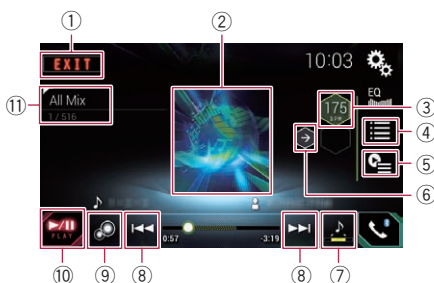 ① ②
EXIT
10:03
⑪
All Mix
1 / 516
EQ
175
③
④
⑤
⑥
PLAY
0:57
-3:19
⑩ ⑨ ⑧ ⑧ ⑦